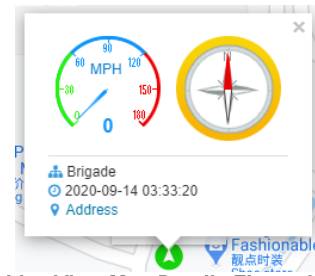 ×
90
60
120
MPH
30
150
0
180
0
N
Brigade
2020-09-14 03:33:20
Address
P
价
g
Fashionable
靓点时装